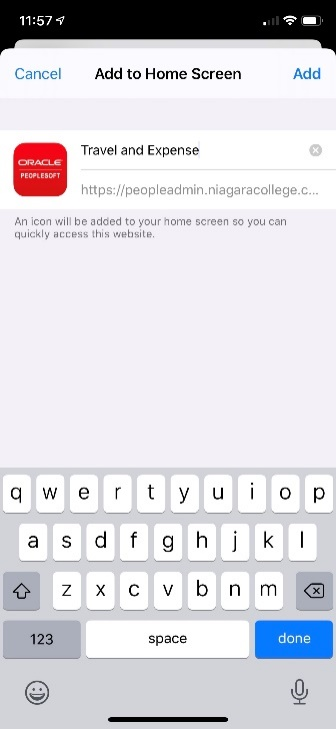 11:57
Cancel Add to Home Screen Add
ORACLE
PEOPLESOFT
Travel and Expense
https://peopleadmin.niagaracollege.c...
An icon will be added to your home screen so you can
quickly access this website.
q w e r t y u i o p
a s d f g h j k l
z x c v b n m
123 space done